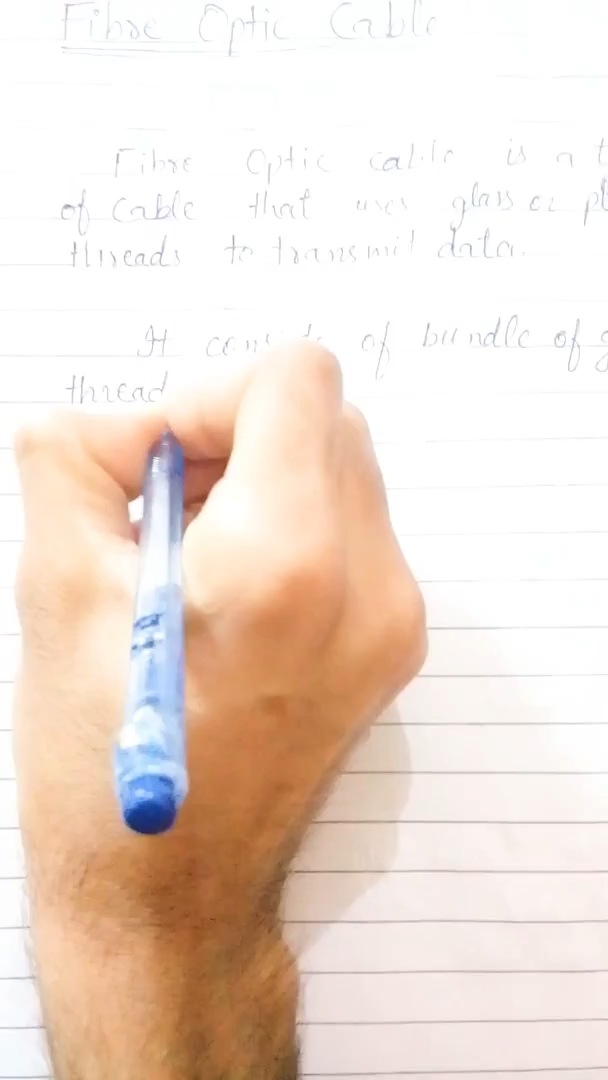 Fibre Optic Cable
Fibre Optic cable is a
of cable that uses glass or
threads to transmit data.
It of bundle of
thread